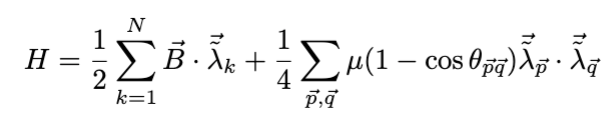 $H = \frac{1}{2} \sum_{k=1}^{N} \vec{B} \cdot \vec{\tilde{\lambda}}_k + \frac{1}{4} \sum_{\vec{p},\vec{q}} \mu (1 - \cos \theta_{\vec{p}\vec{q}}) \vec{\tilde{\lambda}}_{\vec{p}} \cdot \vec{\tilde{\lambda}}_{\vec{q}}$